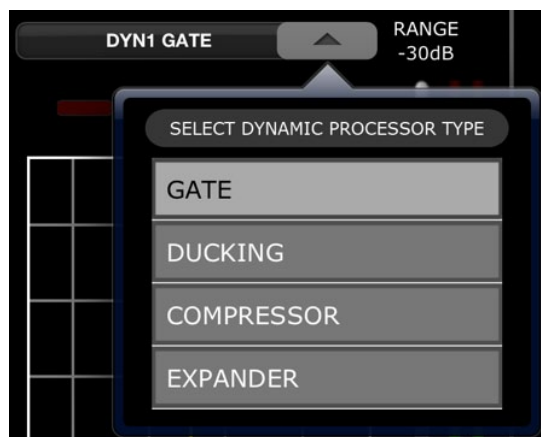 DYN1 GATE
RANGE
-30dB
SELECT DYNAMIC PROCESSOR TYPE
GATE
DUCKING
COMPRESSOR
EXPANDER